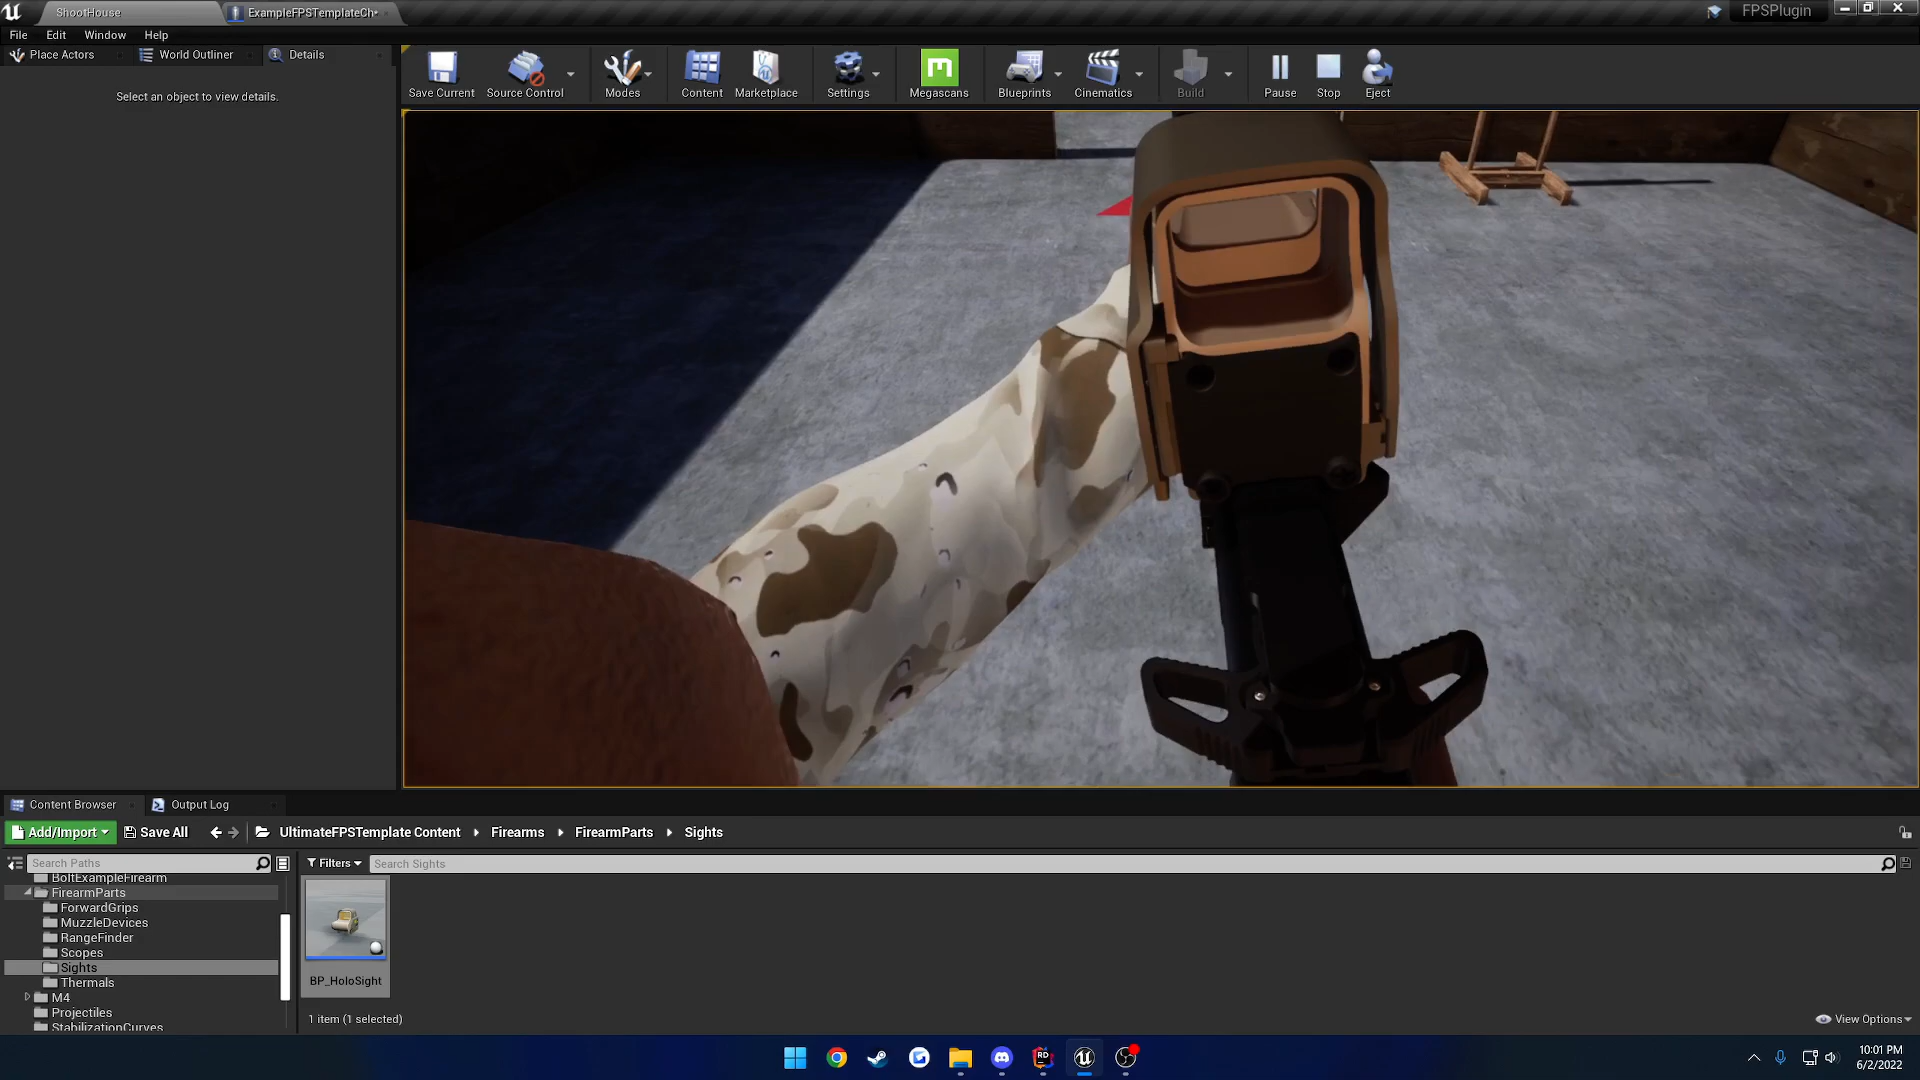 ShootHouse
ExampleFPSTemplateCh*
FPSPlugin
File Edit Window Help
Place Actors World Outliner Details
Select an object to view details.
Save Current Source Control Modes Content Marketplace Settings Megascans Blueprints Cinematics Build Pause Stop Eject
Content Browser Output Log
Add/Import Save All UltimateFPSTemplate Content Firearms FirearmParts Sights
Search Paths
Filters Search Sights
BoltExampleFirearm
FirearmParts
ForwardGrips
MuzzleDevices
RangeFinder
Scopes
Sights
Thermals
M4
Projectiles
StabilizationCurves
BP_HoloSight
1 item (1 selected)
View Options
10:01 PM
6/2/2022